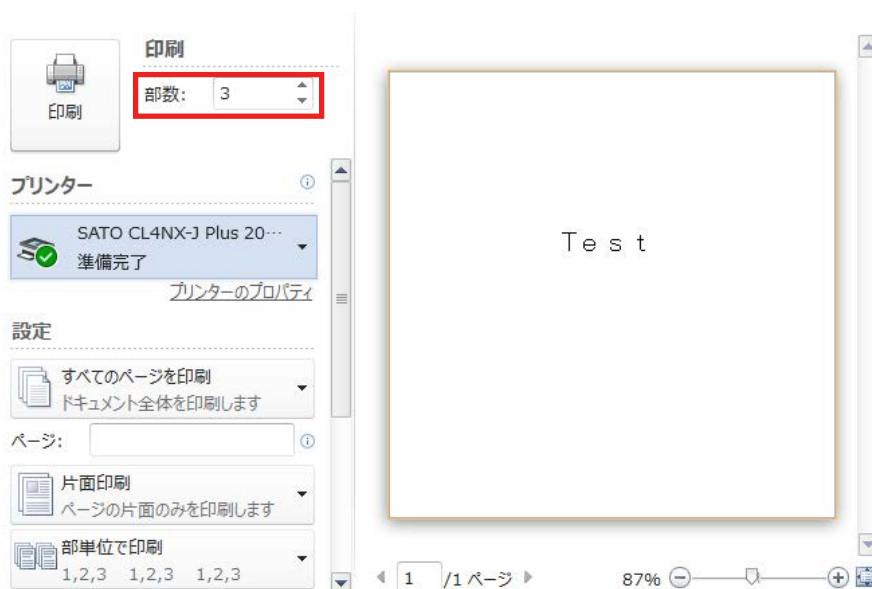 印刷
印刷
部数: 3
プリンター
SATO CL4NX-J Plus 20…
準備完了
プリンターのプロパティ
設定
すべてのページを印刷
ドキュメント全体を印刷します
ページ:
片面印刷
ページの片面のみを印刷します
部単位で印刷
1,2,3 1,2,3 1,2,3
Ｔｅｓｔ
1 /1 ページ
87%